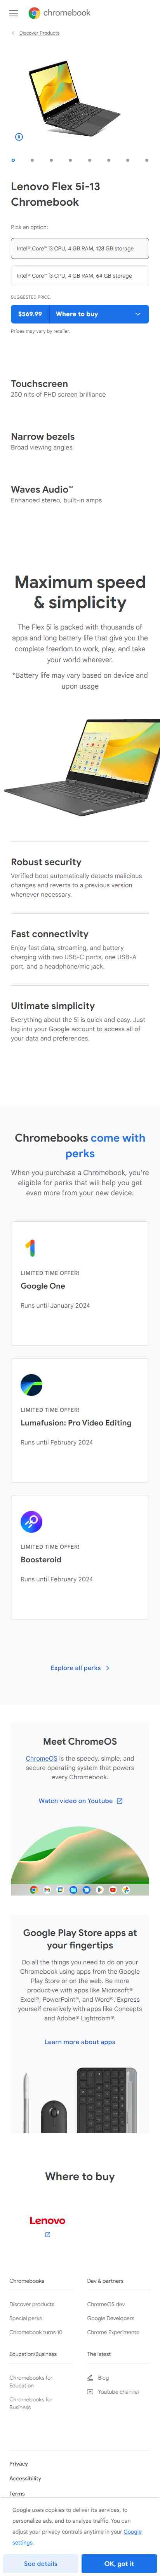 chromebook
Discover Products
Lenovo Flex 5i-13
Chromebook
Pick an option:
Intel® Core™ i3 CPU, 4 GB RAM, 128 GB storage
Intel® Core™ i3 CPU, 4 GB RAM, 64 GB storage
SUGGESTED PRICE
$569.99 Where to buy
Prices may vary by retailer.
Touchscreen
250 nits of FHD screen brilliance
Narrow bezels
Broad viewing angles
Waves Audio™
Enhanced stereo, built-in amps
Maximum speed
& simplicity
The Flex 5i is packed with thousands of
apps and long battery life that give you the
complete freedom to work, play, and take
your world wherever.
*Battery life may vary based on device and
upon usage
Robust security
Verified boot automatically detects malicious
changes and reverts to a previous version
whenever necessary.
Fast connectivity
Enjoy fast data, streaming, and battery
charging with two USB-C ports, one USB-A
port, and a headphone/mic jack.
Ultimate simplicity
Everything about the 5i is quick and easy. Just
log into your Google account to access all of
your data and preferences.
Chromebooks come with
perks
When you purchase a Chromebook, you're
eligible for perks that will help you get
even more from your new device.
LIMITED TIME OFFER!
Google One
Runs until January 2024
LIMITED TIME OFFER!
Lumafusion: Pro Video Editing
Runs until February 2024
LIMITED TIME OFFER!
Boosteroid
Runs until February 2024
Explore all perks
Meet ChromeOS
ChromeOS is the speedy, simple, and
secure operating system that powers
every Chromebook.
Watch video on Youtube
Google Play Store apps at
your fingertips
Do all the things you need to do on your
Chromebook using apps from the Google
Play Store or on the web. Be more
productive with apps like Microsoft®
Excel®, PowerPoint®, and Word®. Express
yourself creatively with apps like Concepts
and Adobe® Lightroom®.
Learn more about apps
Where to buy
Lenovo
Chromebooks
Discover products
Special perks
Chromebook turns 10
Dev & partners
ChromeOS.dev
Google Developers
Chrome Experiments
Education/Business
Chromebooks for
Education
Chromebooks for
Business
The latest
Blog
Youtube channel
Privacy
Accessibility
Terms
Google uses cookies to deliver its services, to
personalize ads, and to analyze traffic. You can
adjust your privacy controls anytime in your Google
settings.
See details
OK, got it